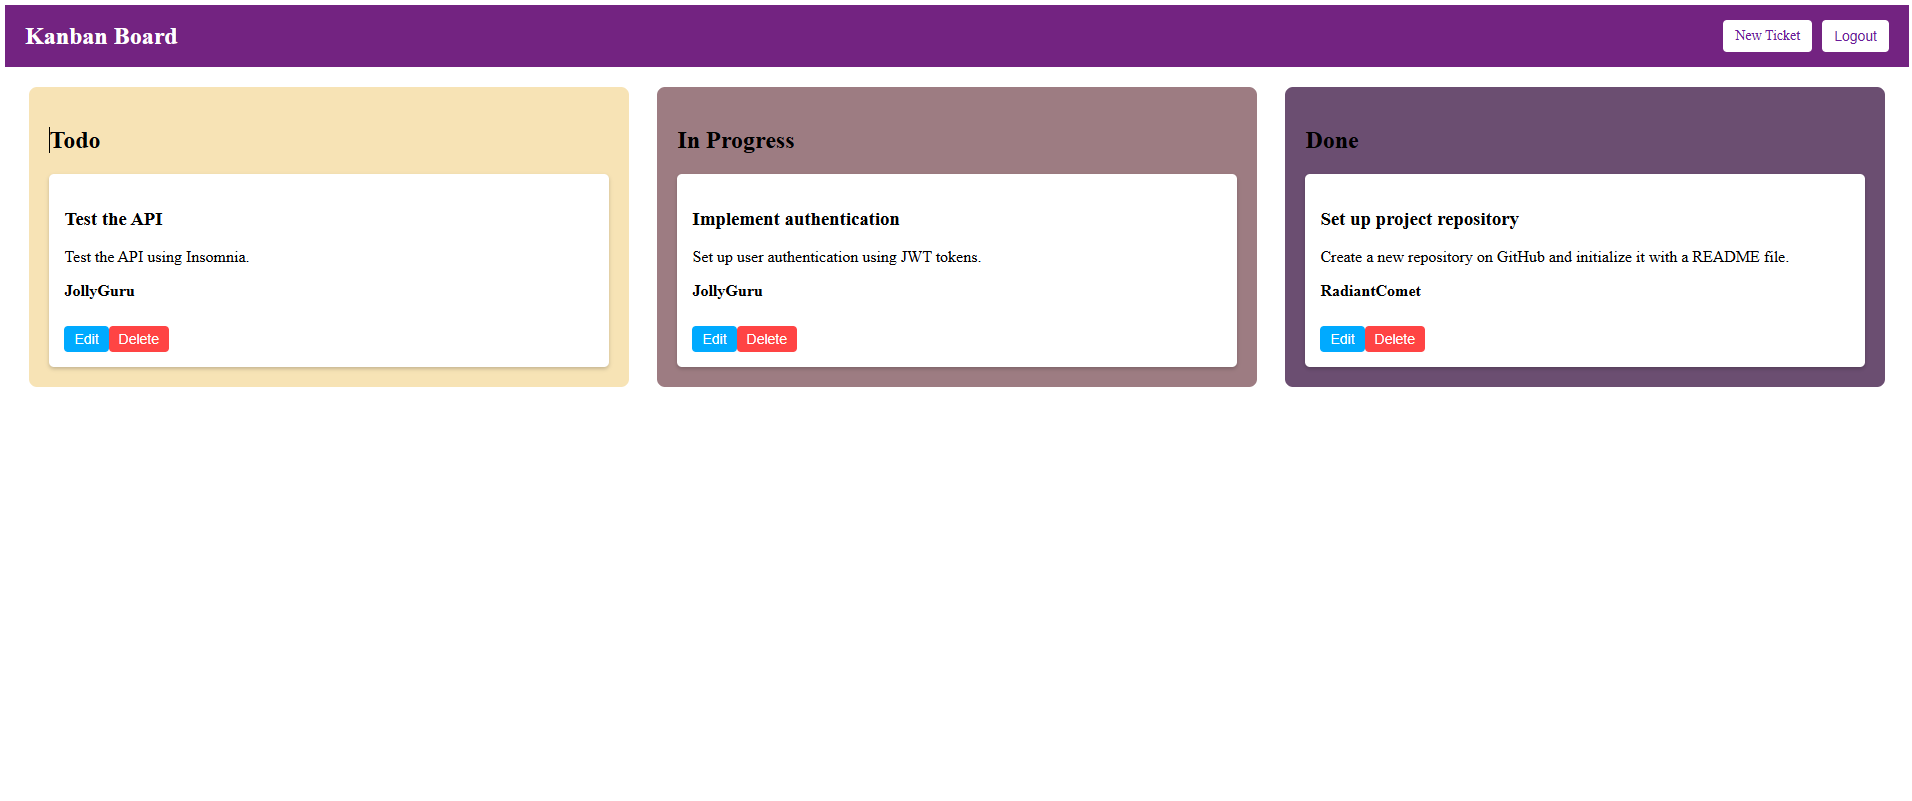 Kanban Board
New Ticket
Logout
Todo
Test the API
Test the API using Insomnia.
JollyGuru
Edit Delete
In Progress
Implement authentication
Set up user authentication using JWT tokens.
JollyGuru
Edit Delete
Done
Set up project repository
Create a new repository on GitHub and initialize it with a README file.
RadiantComet
Edit Delete